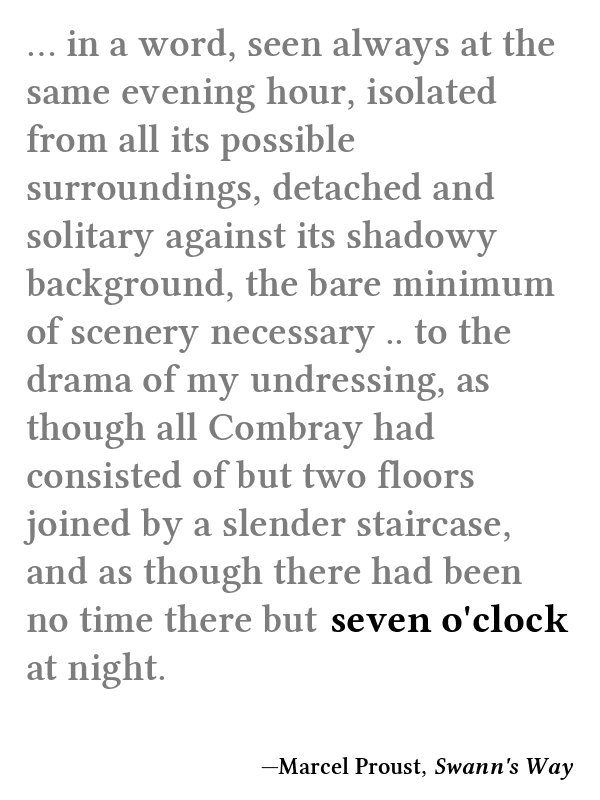 ... in a word, seen always at the
same evening hour, isolated
from all its possible
surroundings, detached and
solitary against its shadowy
background, the bare minimum
of scenery necessary .. to the
drama of my undressing, as
though all Combray had
consisted of but two floors
joined by a slender staircase,
and as though there had been
no time there but seven o'clock
at night.
—Marcel Proust, Swann's Way